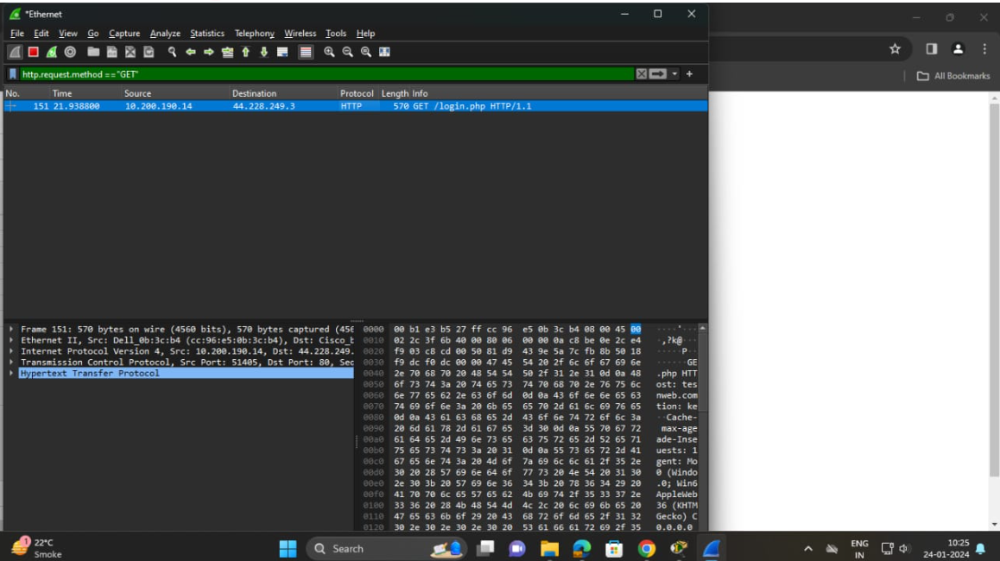 *Ethernet
File Edit View Go Capture Analyze Statistics Telephony Wireless Tools Help
http.request.method =="GET"
All Bookmarks
No. Time Source Destination Protocol Length Info
151 21.938800 10.200.190.14 44.228.249.3 HTTP 570 GET /login.php HTTP/1.1
Frame 151: 570 bytes on wire (4560 bits), 570 bytes captured (456
Ethernet II, Src: Dell_0b:3c:b4 (cc:96:e5:0b:3c:b4), Dst: Cisco_b
Internet Protocol Version 4, Src: 10.200.190.14, Dst: 44.228.249.
Transmission Control Protocol, Src Port: 51405, Dst Port: 80, Seq
Hypertext Transfer Protocol
0000 00 b1 e3 b5 27 ff cc 96 e5 0b 3c b4 08 00 45 00 ····'···
0010 02 2c 3f 6b 40 00 80 06 00 00 0a c8 be 0e 2c e4 ·,?k@···
0020 f9 03 c8 cd 00 50 81 d9 43 9e 5a 7c fb 8b 50 18 ·····P··
0030 f9 dc f0 dc 00 00 47 45 54 20 2f 6c 6f 67 69 6e ······GE
0040 2e 70 68 70 20 48 54 54 50 2f 31 2e 31 0d 0a 48 .php HTT
0050 6f 73 74 3a 20 74 65 73 74 70 68 70 2e 76 75 6c ost: tes
0060 6e 77 65 62 2e 63 6f 6d 0d 0a 43 6f 6e 6e 65 63 nweb.com
0070 74 69 6f 6e 3a 20 6b 65 65 70 2d 61 6c 69 76 65 tion: ke
0080 0d 0a 43 61 63 68 65 2d 43 6f 6e 74 72 6f 6c 3a ··Cache-
0090 20 6d 61 78 2d 61 67 65 3d 30 0d 0a 55 70 67 72 max-age
00a0 61 64 65 2d 49 6e 73 65 63 75 72 65 2d 52 65 71 ade-Inse
00b0 75 65 73 74 73 3a 20 31 0d 0a 55 73 65 72 2d 41 uests: 1
00c0 67 65 6e 74 3a 20 4d 6f 7a 69 6c 6c 61 2f 35 2e gent: Mo
00d0 30 20 28 57 69 6e 64 6f 77 73 20 4e 54 20 31 30 0 (Windo
00e0 2e 30 3b 20 57 69 6e 36 34 3b 20 78 36 34 29 20 .0; Win6
00f0 41 70 70 6c 65 57 65 62 4b 69 74 2f 35 33 37 2e AppleWeb
0100 33 36 20 28 4b 48 54 4d 4c 2c 20 6c 69 6b 65 20 36 (KHTM
0110 47 65 63 6b 6f 29 20 43 68 72 6f 6d 65 2f 31 32 Gecko) C
0120 30 2e 30 2e 30 2e 30 20 53 61 66 61 72 69 2f 35 0.0.0.0
1
22°C
Smoke
Search
ENG
IN
10:25
24-01-2024